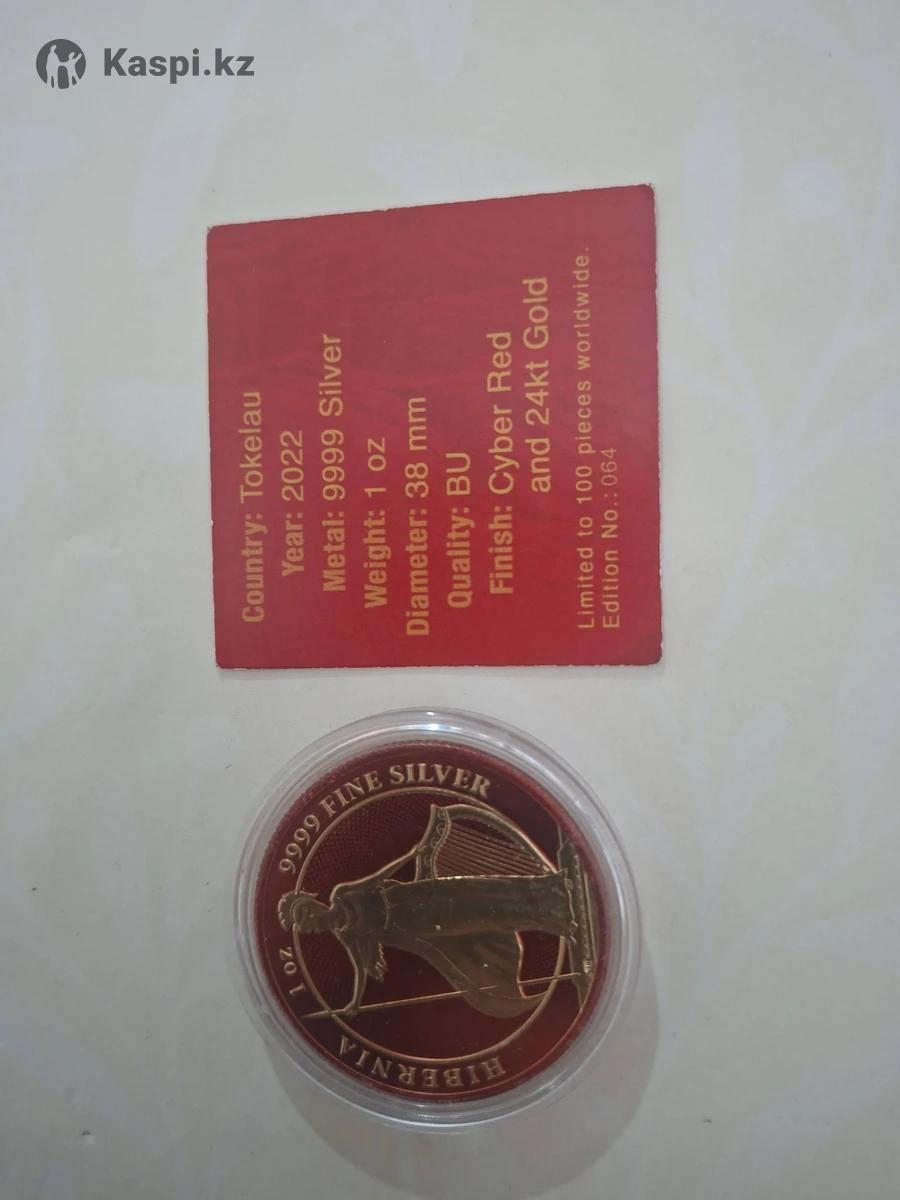 Kaspi.kz
Country: Tokelau
Year: 2022
Metal: 9999 Silver
Weight: 1 oz
Diameter: 38 mm
Quality: BU
Finish: Cyber Red
and 24kt Gold
Limited to 100 pieces worldwide.
Edition No.: 064
HIBERNIA 1 oz 9999 FINE SILVER